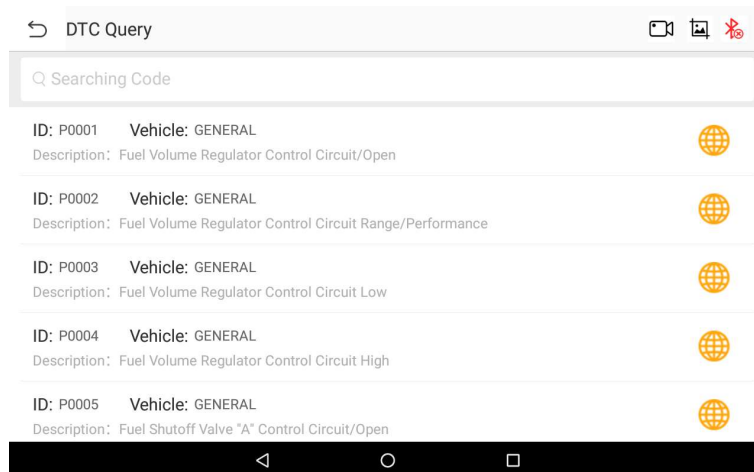 DTC Query
Searching Code
ID: P0001 Vehicle: GENERAL
Description: Fuel Volume Regulator Control Circuit/Open
ID: P0002 Vehicle: GENERAL
Description: Fuel Volume Regulator Control Circuit Range/Performance
ID: P0003 Vehicle: GENERAL
Description: Fuel Volume Regulator Control Circuit Low
ID: P0004 Vehicle: GENERAL
Description: Fuel Volume Regulator Control Circuit High
ID: P0005 Vehicle: GENERAL
Description: Fuel Shutoff Valve "A" Control Circuit/Open